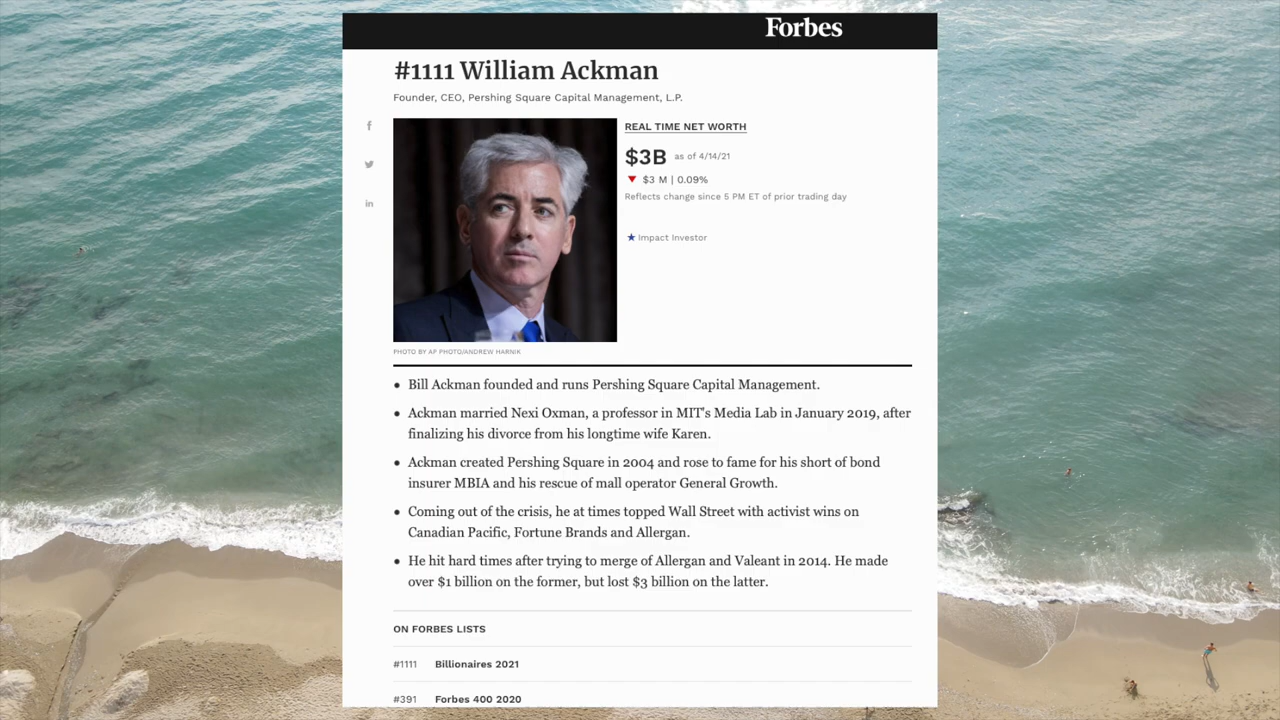 Forbes
#1111 William Ackman
Founder, CEO, Pershing Square Capital Management, L.P.
REAL TIME NET WORTH
$3B as of 4/14/21
$3 M | 0.09%
Reflects change since 5 PM ET of prior trading day
Impact Investor
PHOTO BY AP PHOTO/ANDREW HARNIK
Bill Ackman founded and runs Pershing Square Capital Management.
Ackman married Nexi Oxman, a professor in MIT's Media Lab in January 2019, after
finalizing his divorce from his longtime wife Karen.
Ackman created Pershing Square in 2004 and rose to fame for his short of bond
insurer MBIA and his rescue of mall operator General Growth.
Coming out of the crisis, he at times topped Wall Street with activist wins on
Canadian Pacific, Fortune Brands and Allergan.
He hit hard times after trying to merge of Allergan and Valeant in 2014. He made
over $1 billion on the former, but lost $3 billion on the latter.
ON FORBES LISTS
#1111 Billionaires 2021
#391 Forbes 400 2020